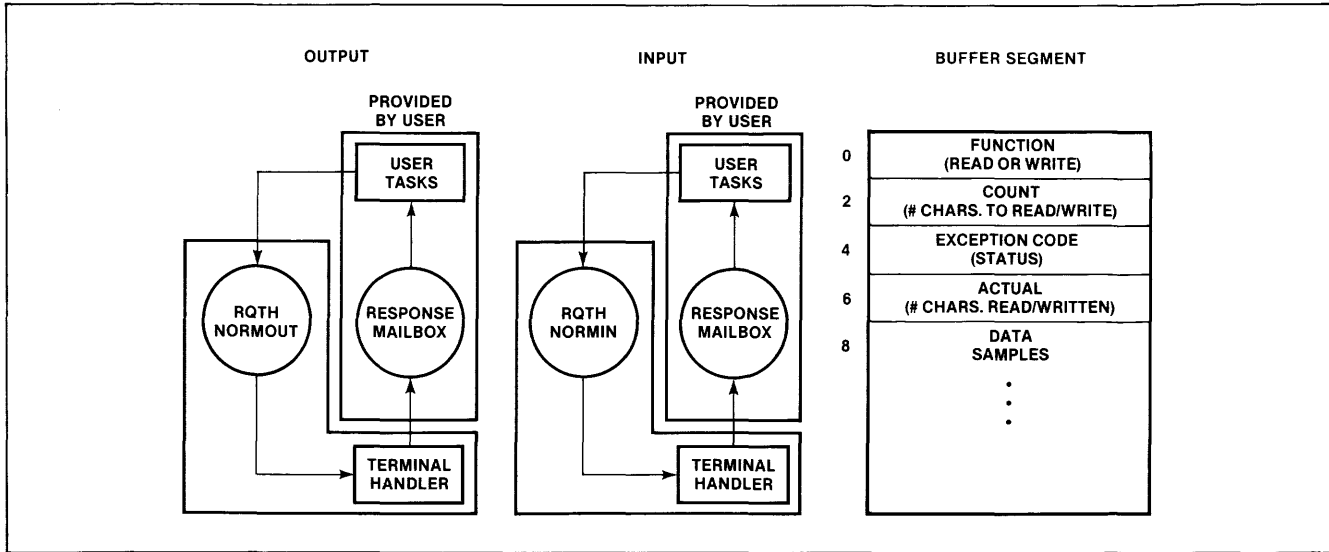 OUTPUT
PROVIDED
BY USER
USER
TASKS
RQTH
NORMOUT
RESPONSE
MAILBOX
TERMINAL
HANDLER
INPUT
PROVIDED
BY USER
USER
TASKS
RQTH
NORMIN
RESPONSE
MAILBOX
TERMINAL
HANDLER
BUFFER SEGMENT
0
FUNCTION
(READ OR WRITE)
2
COUNT
(# CHARS. TO READ/WRITE)
4
EXCEPTION CODE
(STATUS)
6
ACTUAL
(# CHARS. READ/WRITTEN)
8
DATA
SAMPLES